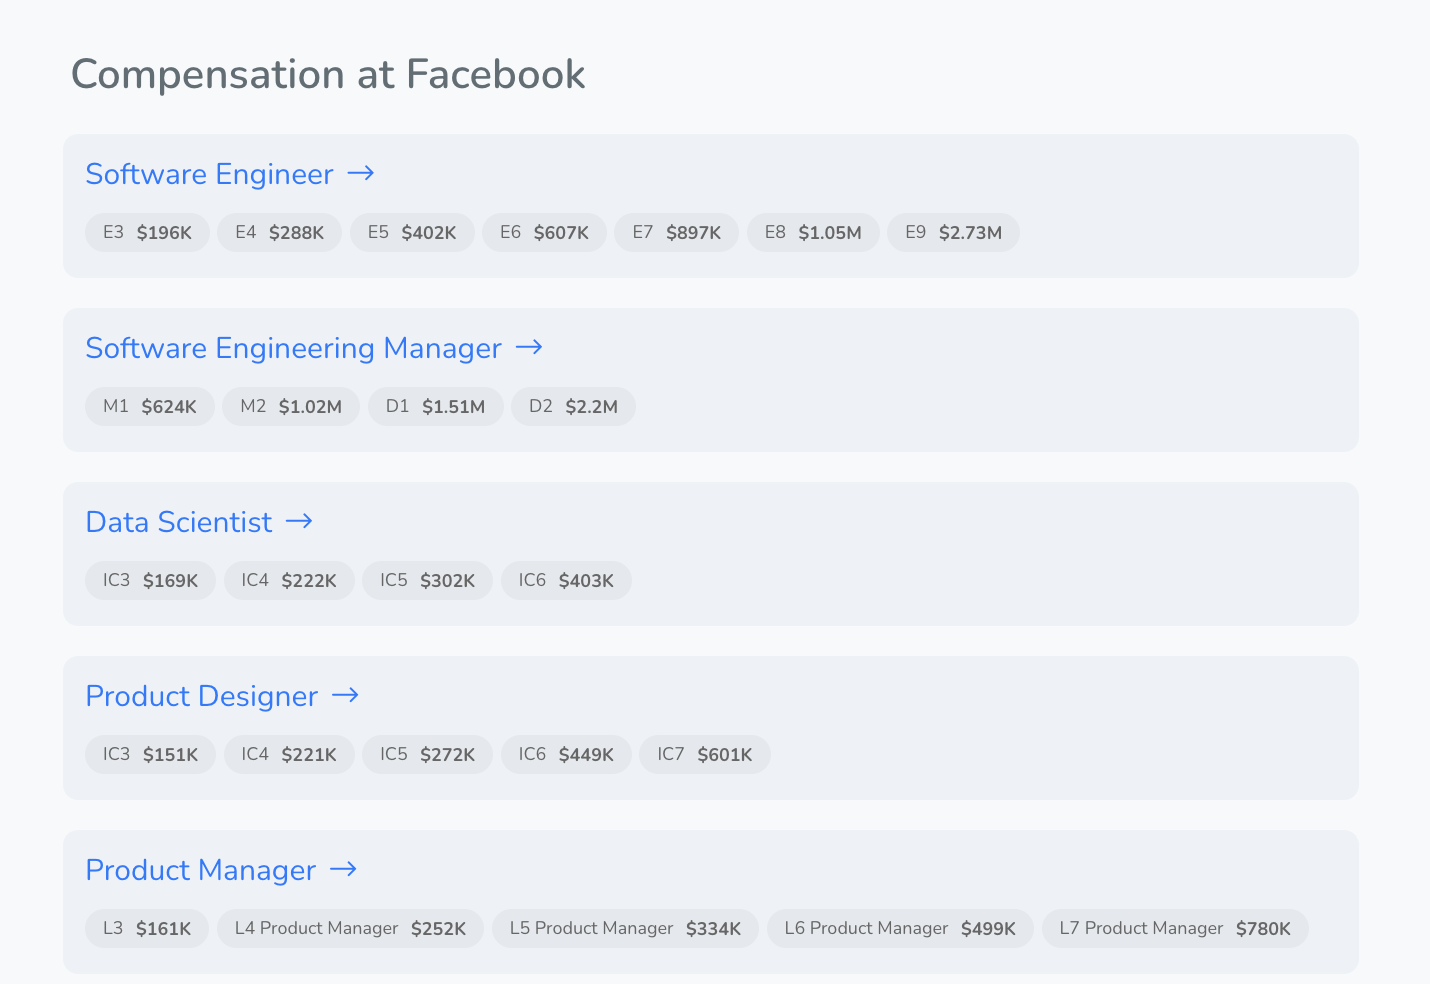 Compensation at Facebook
Software Engineer →
E3 $196K E4 $288K E5 $402K E6 $607K E7 $897K E8 $1.05M E9 $2.73M
Software Engineering Manager →
M1 $624K M2 $1.02M D1 $1.51M D2 $2.2M
Data Scientist →
IC3 $169K IC4 $222K IC5 $302K IC6 $403K
Product Designer →
IC3 $151K IC4 $221K IC5 $272K IC6 $449K IC7 $601K
Product Manager →
L3 $161K L4 Product Manager $252K L5 Product Manager $334K L6 Product Manager $499K L7 Product Manager $780K